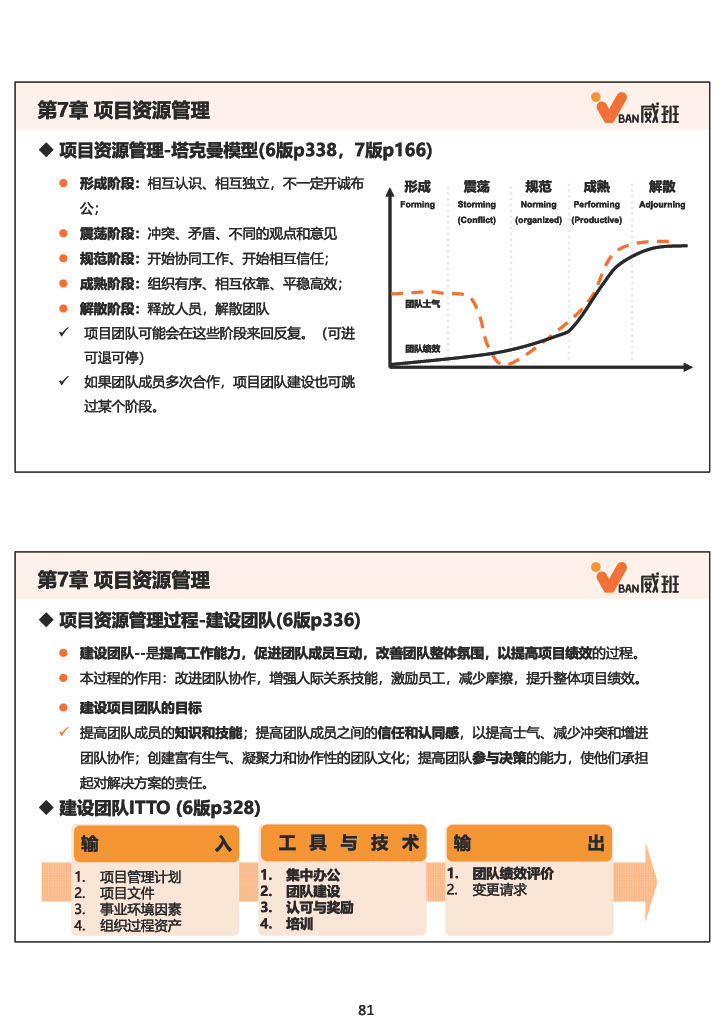 第7章 项目资源管理
VBAN威班
◆ 项目资源管理-塔克曼模型(6版p338，7版p166)
● 形成阶段：相互认识、相互独立，不一定开诚布
公；
● 震荡阶段：冲突、矛盾、不同的观点和意见
● 规范阶段：开始协同工作、开始相互信任；
● 成熟阶段：组织有序、相互依靠、平稳高效；
● 解散阶段：释放人员，解散团队
✓ 项目团队可能会在这些阶段来回反复。（可进
可退可停）
✓ 如果团队成员多次合作，项目团队建设也可跳
过某个阶段。
形成 震荡 规范 成熟 解散
Forming Storming Norming Performing Adjourning
(Conflict) (organized) (Productive)
团队士气
团队绩效
第7章 项目资源管理
VBAN威班
◆ 项目资源管理过程-建设团队(6版p336)
● 建设团队--是提高工作能力，促进团队成员互动，改善团队整体氛围，以提高项目绩效的过程。
● 本过程的作用：改进团队协作，增强人际关系技能，激励员工，减少摩擦，提升整体项目绩效。
● 建设项目团队的目标
✓ 提高团队成员的知识和技能；提高团队成员之间的信任和认同感，以提高士气、减少冲突和增进
团队协作；创建富有生气、凝聚力和协作性的团队文化；提高团队参与决策的能力，使他们承担
起对解决方案的责任。
◆ 建设团队ITTO (6版p328)
输 入
1. 项目管理计划
2. 项目文件
3. 事业环境因素
4. 组织过程资产
工 具 与 技 术
1. 集中办公
2. 团队建设
3. 认可与奖励
4. 培训
输 出
1. 团队绩效评价
2. 变更请求
81